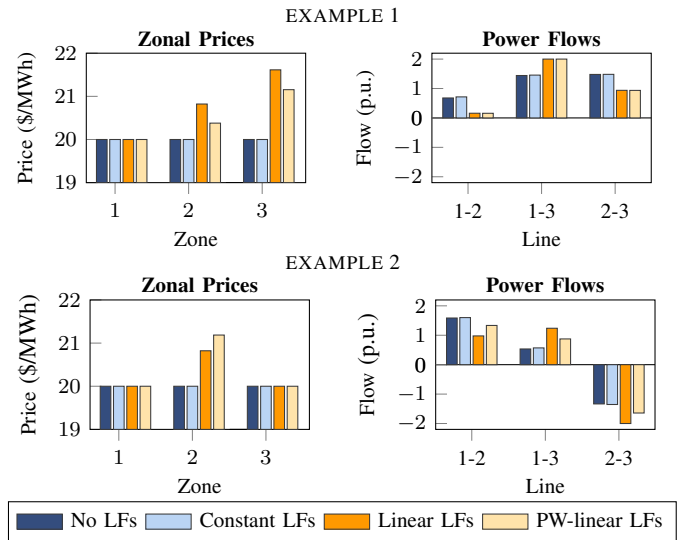 EXAMPLE 1
Zonal Prices
Power Flows
Price ($/MWh)
22
21
20
19
1
2
3
Zone
Flow (p.u.)
2
1
0
−1
−2
1-2
1-3
2-3
Line
EXAMPLE 2
Zonal Prices
Power Flows
Price ($/MWh)
22
21
20
19
1
2
3
Zone
Flow (p.u.)
2
1
0
−1
−2
1-2
1-3
2-3
Line
No LFs
Constant LFs
Linear LFs
PW-linear LFs